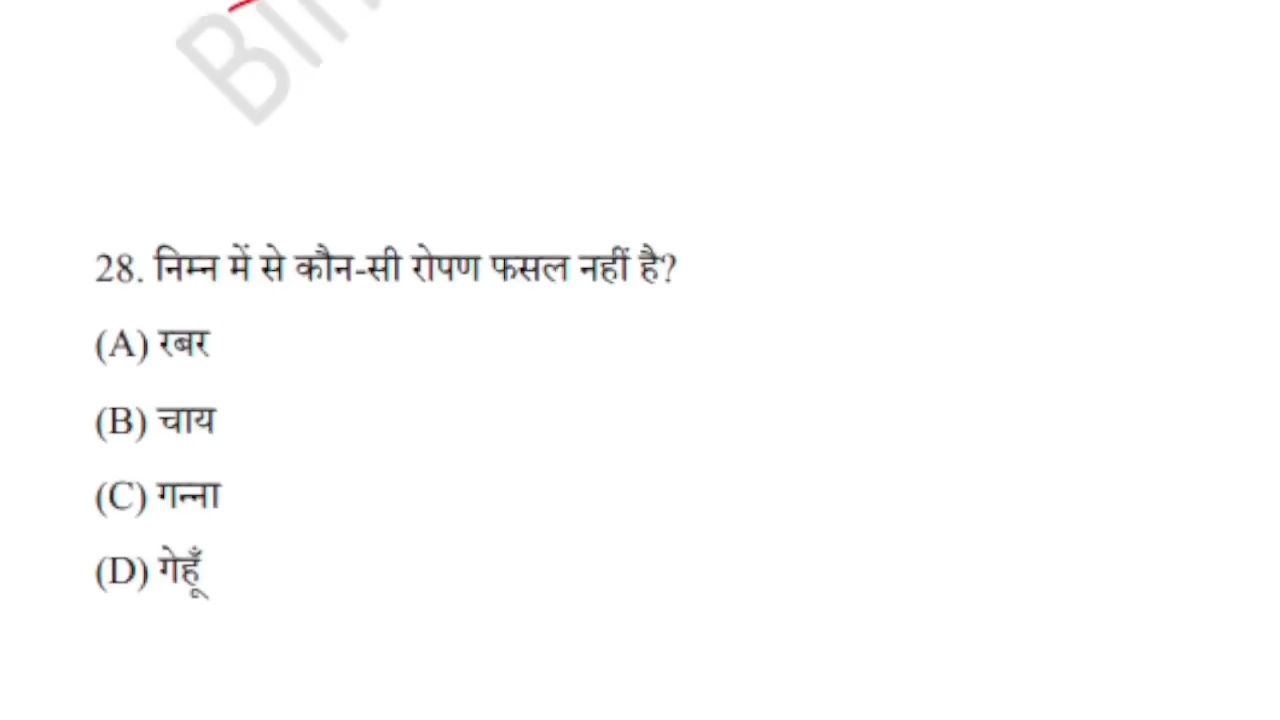 28. निम्न में से कौन-सी रोपण फसल नहीं है?
(A) रबर
(B) चाय
(C) गन्ना
(D) गेहूँ